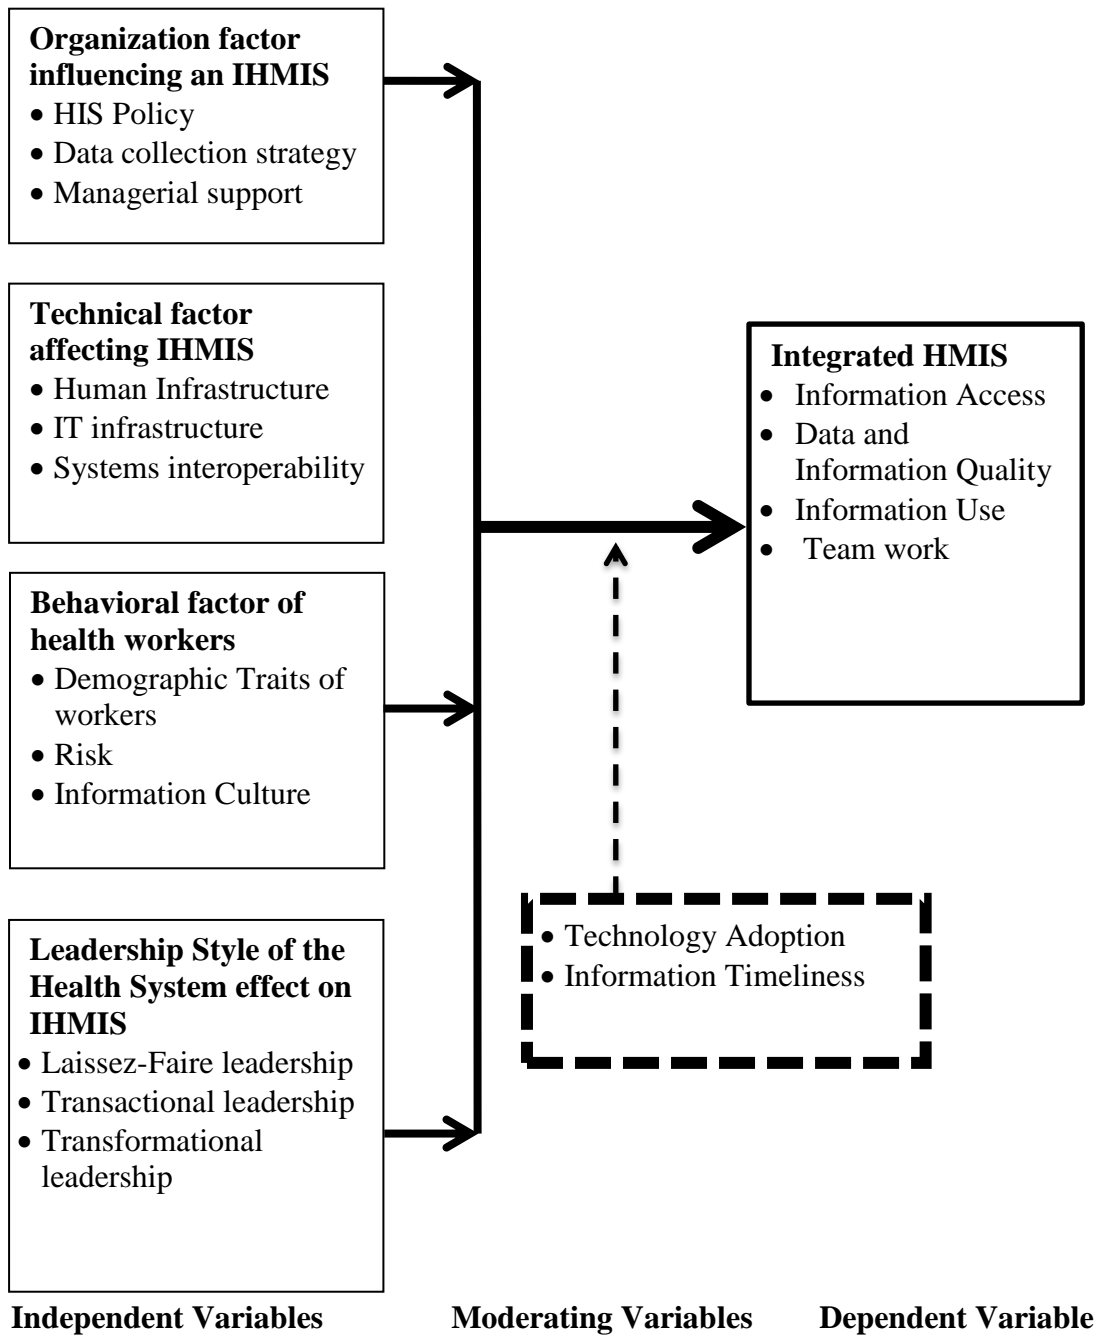 Organization factor
influencing an IHMIS
• HIS Policy
• Data collection strategy
• Managerial support
Technical factor
affecting IHMIS
• Human Infrastructure
• IT infrastructure
• Systems interoperability
Behavioral factor of
health workers
• Demographic Traits of
workers
• Risk
• Information Culture
Leadership Style of the
Health System effect on
IHMIS
• Laissez-Faire leadership
• Transactional leadership
• Transformational
leadership
Integrated HMIS
• Information Access
• Data and
Information Quality
• Information Use
• Team work
• Technology Adoption
• Information Timeliness
Independent Variables
Moderating Variables
Dependent Variable